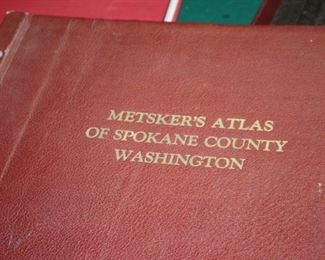 METSKER'S ATLAS
OF SPOKANE COUNTY
WASHINGTON